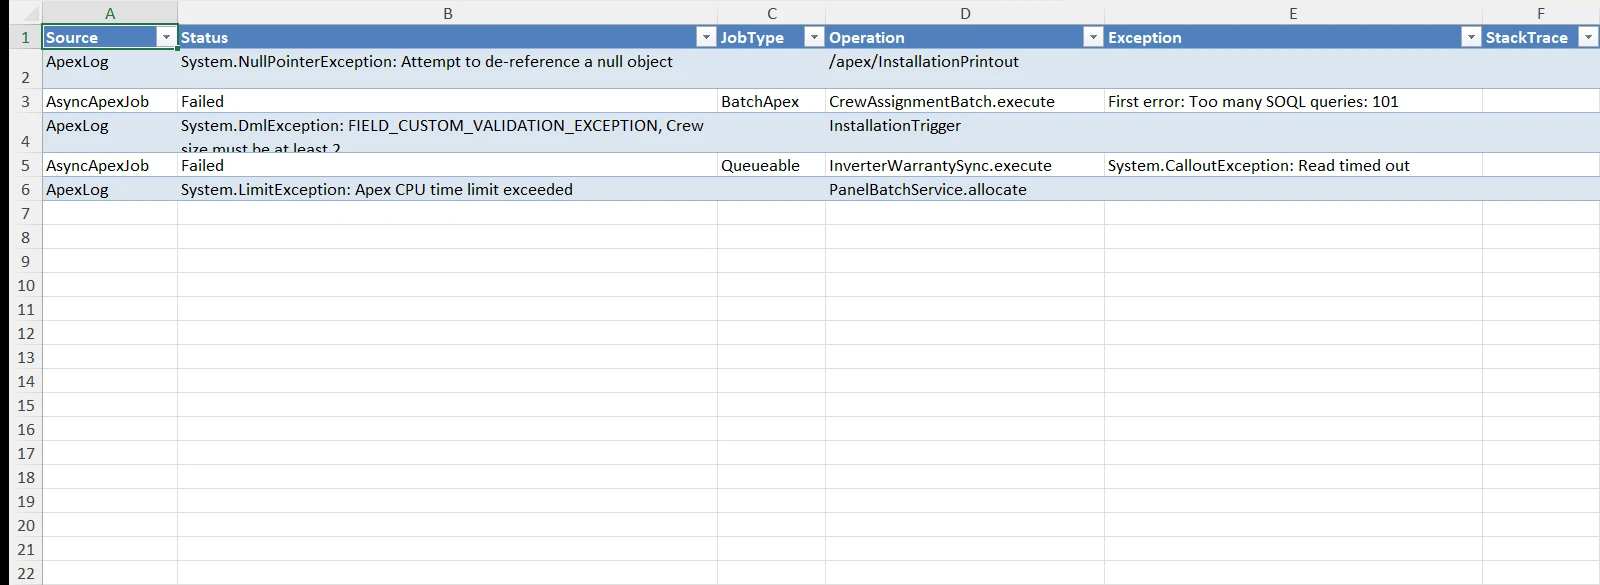 A B C D E F
1 Source Status JobType Operation Exception StackTrace
2 ApexLog System.NullPointerException: Attempt to de-reference a null object /apex/InstallationPrintout
3 AsyncApexJob Failed BatchApex CrewAssignmentBatch.execute First error: Too many SOQL queries: 101
4 ApexLog System.DmlException: FIELD_CUSTOM_VALIDATION_EXCEPTION, Crew InstallationTrigger
size must be at least 2
5 AsyncApexJob Failed Queueable InverterWarrantySync.execute System.CalloutException: Read timed out
6 ApexLog System.LimitException: Apex CPU time limit exceeded PanelBatchService.allocate
7
8
9
10
11
12
13
14
15
16
17
18
19
20
21
22